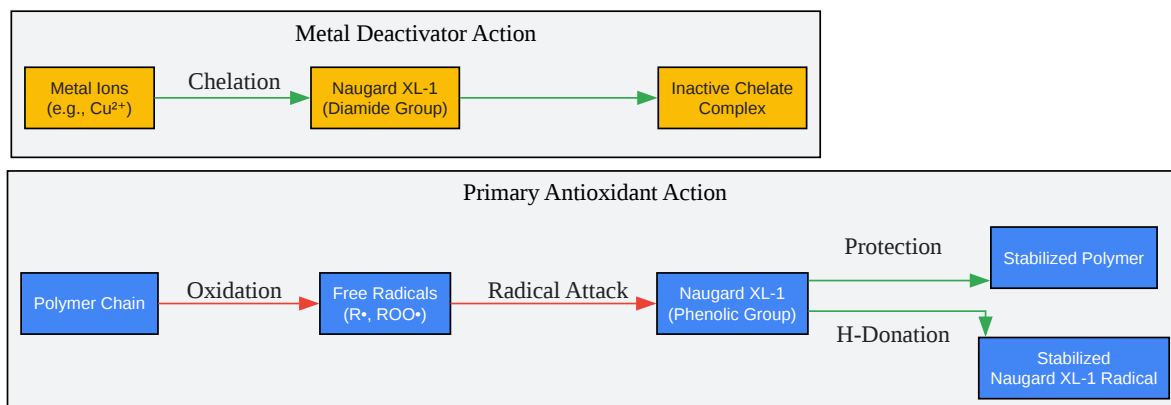 Metal Deactivator Action
Metal Ions
(e.g., Cu²⁺)
Chelation
Naugard XL-1
(Diamide Group)
Inactive Chelate
Complex
Primary Antioxidant Action
Polymer Chain
Oxidation
Free Radicals
(R•, ROO•)
Radical Attack
Naugard XL-1
(Phenolic Group)
Protection
Stabilized Polymer
H-Donation
Stabilized
Naugard XL-1 Radical